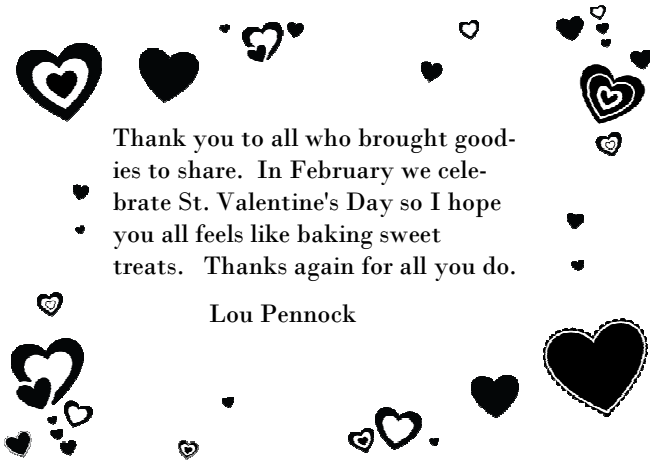 Thank you to all who brought good-
ies to share.  In February we cele-
brate St. Valentine's Day so I hope
you all feels like baking sweet
treats.   Thanks again for all you do.
Lou Pennock